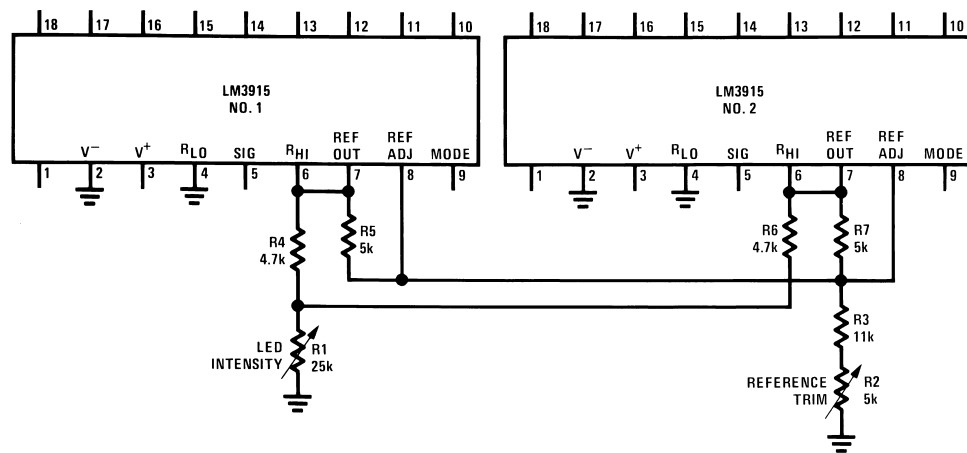 18 17 16 15 14 13 12 11 10 18 17 16 15 14 13 12 11 10
LM3915
NO. 1
LM3915
NO. 2
V− V+ RLO SIG RHI REF OUT REF ADJ MODE
V− V+ RLO SIG RHI REF OUT REF ADJ MODE
1 2 3 4 5 6 7 8 9 1 2 3 4 5 6 7 8 9
R4
4.7k
R5
5k
R6
4.7k
R7
5k
LED
INTENSITY
R1
25k
R3
11k
REFERENCE
TRIM
R2
5k